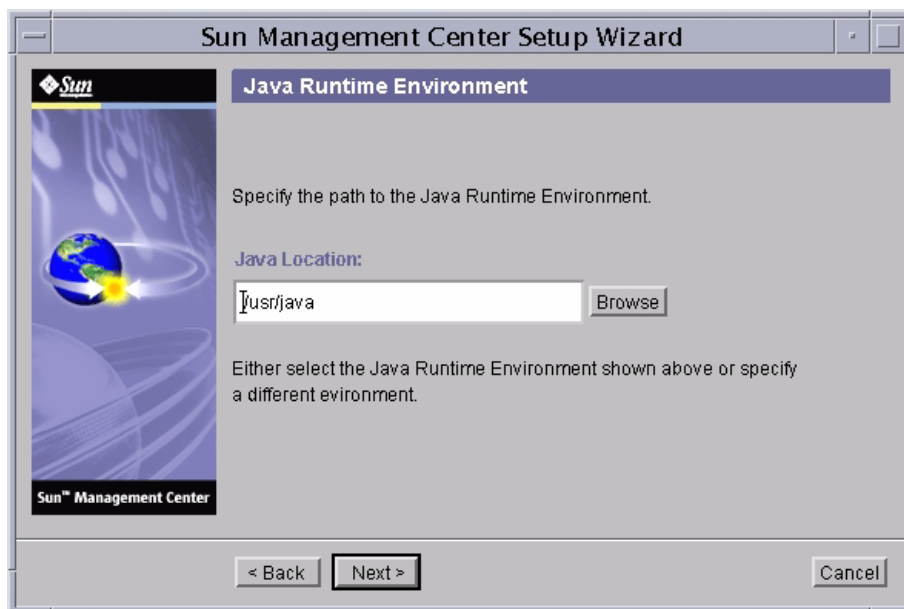 Sun Management Center Setup Wizard
Sun
Java Runtime Environment
Specify the path to the Java Runtime Environment.
Java Location:
/usr/java
Browse
Either select the Java Runtime Environment shown above or specify
a different evironment.
Sun™ Management Center
< Back
Next >
Cancel